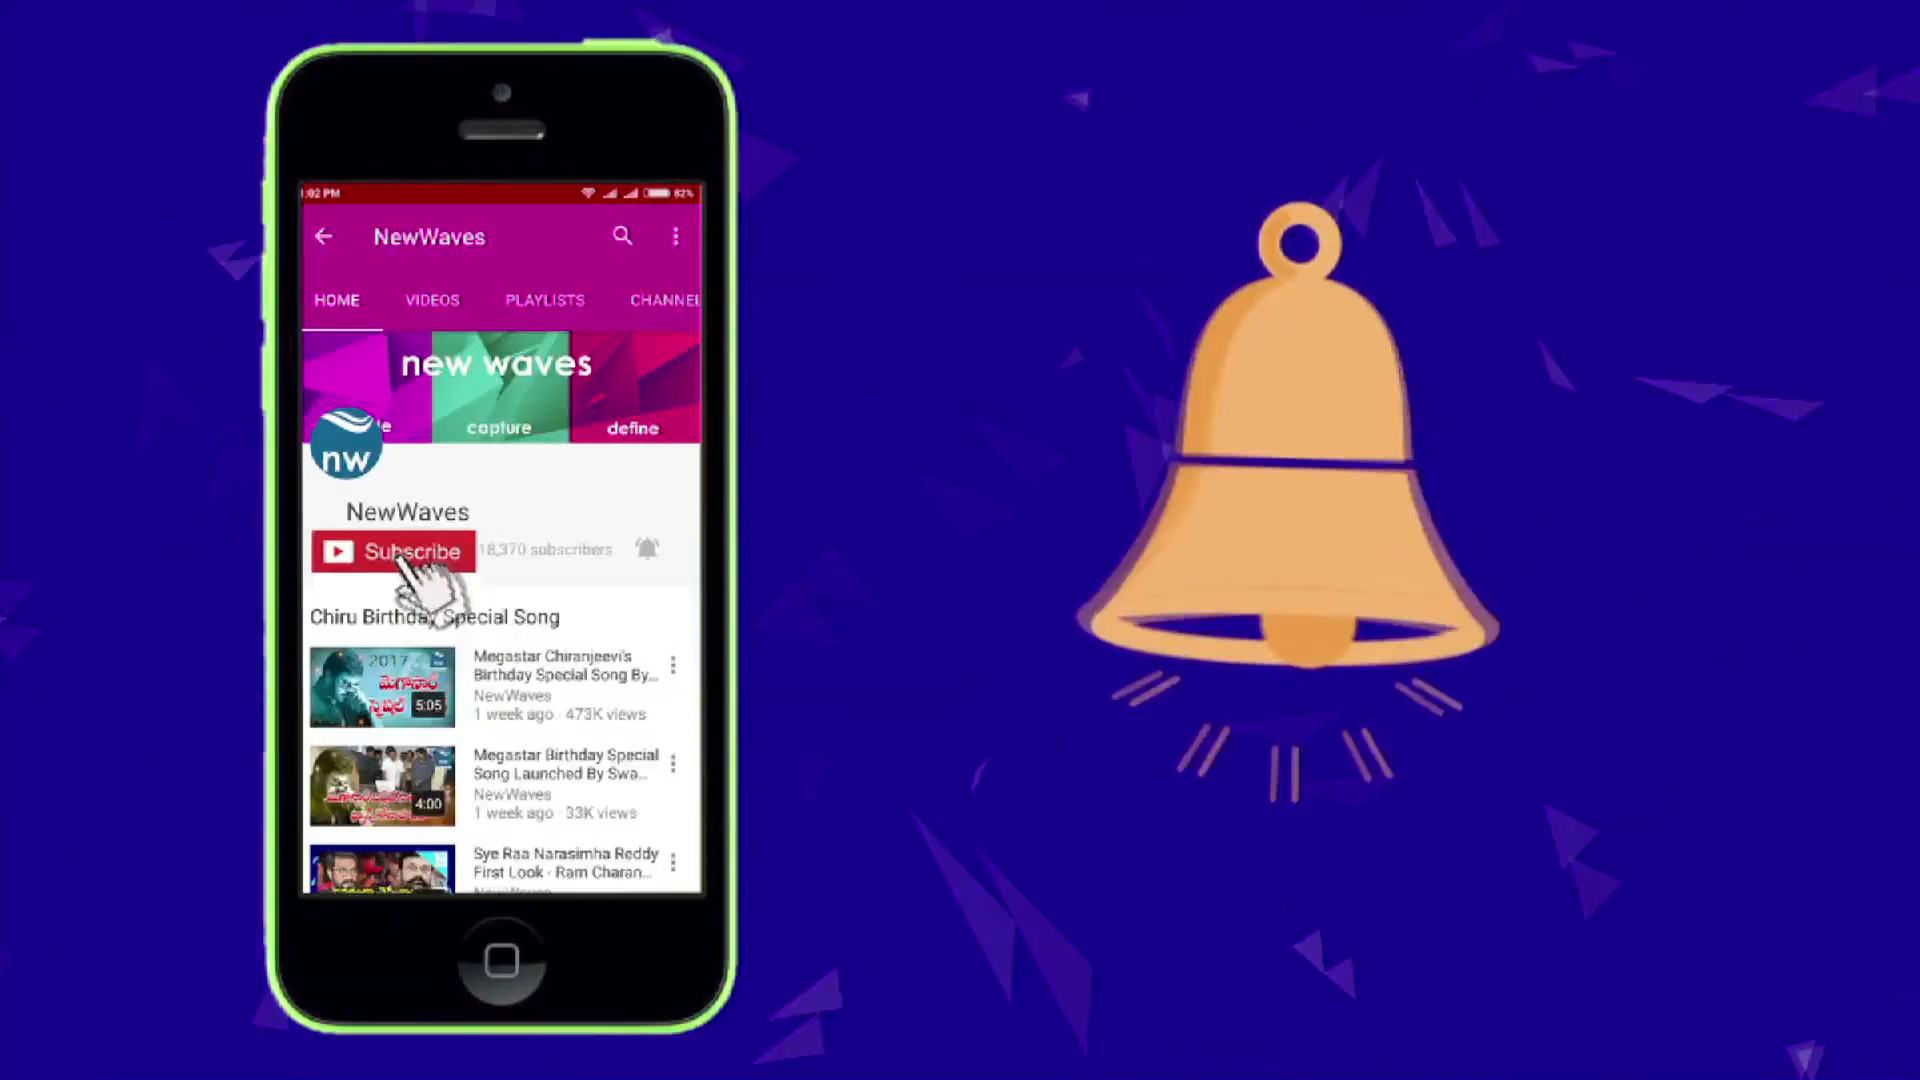 1:02 PM
82%
NewWaves
HOME VIDEOS PLAYLISTS CHANNEL
new waves
capture
define
nw
NewWaves
Subscribe 18,370 subscribers
Chiru Birthday Special Song
2017
మెగాస్టార్
స్పెషల్
5:05
Megastar Chiranjeevi's
Birthday Special Song By...
NewWaves
1 week ago · 473K views
4:00
Megastar Birthday Special
Song Launched By Swa...
NewWaves
1 week ago · 33K views
Sye Raa Narasimha Reddy
First Look - Ram Charan...